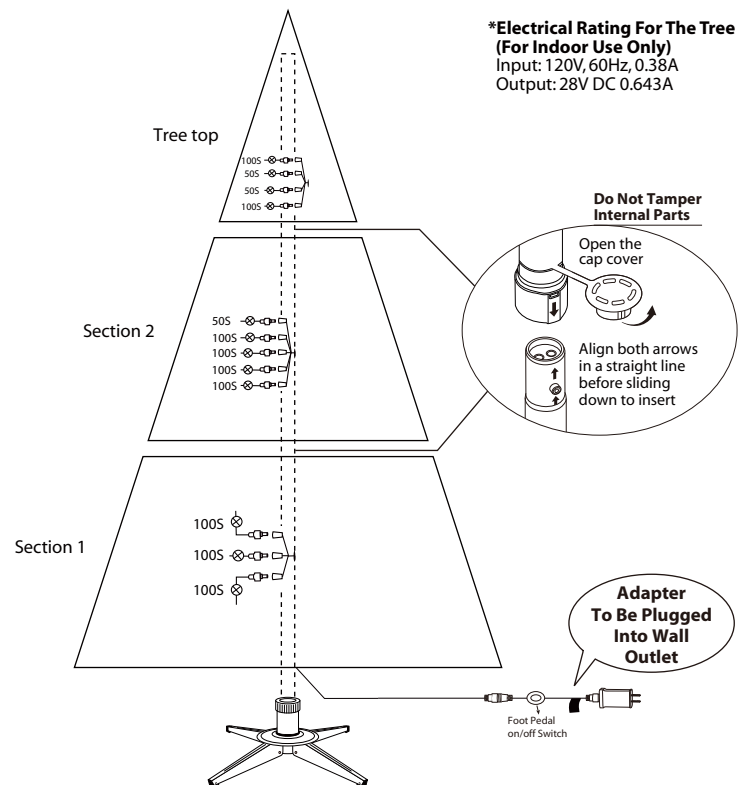 *Electrical Rating For The Tree
(For Indoor Use Only)
Input: 120V, 60Hz, 0.38A
Output: 28V DC 0.643A
Tree top
100S
50S
50S
100S
Do Not Tamper
Internal Parts
Open the
cap cover
Align both arrows
in a straight line
before sliding
down to insert
Section 2
50S
100S
100S
100S
100S
Section 1
100S
100S
100S
Adapter
To Be Plugged
Into Wall
Outlet
Foot Pedal
on/off Switch